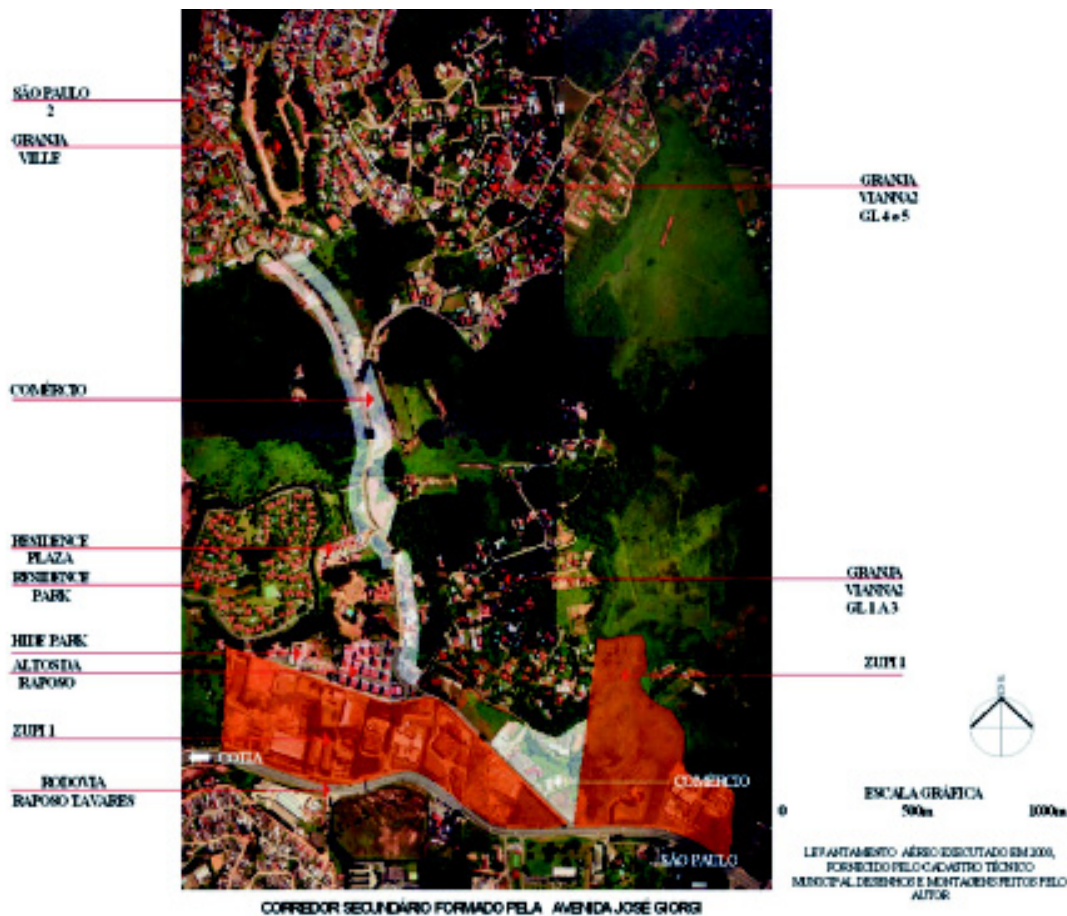 SÃO PAULO
2
GRANJA
VILLE
GRANJA
VIANNA2
GL 4 e 5
COMÉRCIO
RESIDENCE
PLAZA
RESIDENCE
PARK
GRANJA
VIANNA2
GL 1 A 3
HIDE PARK
ALTOS DA
RAPOSO
ZUPI 1
ZUPI 1
COTIA
RODOVIA
RAPOSO TAVARES
COMÉRCIO
SÃO PAULO
N
ESCALA GRÁFICA
0 500m 1000m
LEVANTAMENTO AÉREO EXECUTADO EM
FORNECIDO PELO CADASTRO TÉCNICO
MUNICIPAL. DESENHOS E MONTAGENS FEITOS PELO
AUTOR
CORREDOR SECUNDÁRIO FORMADO PELA AVENIDA JOSÉ GIORGI